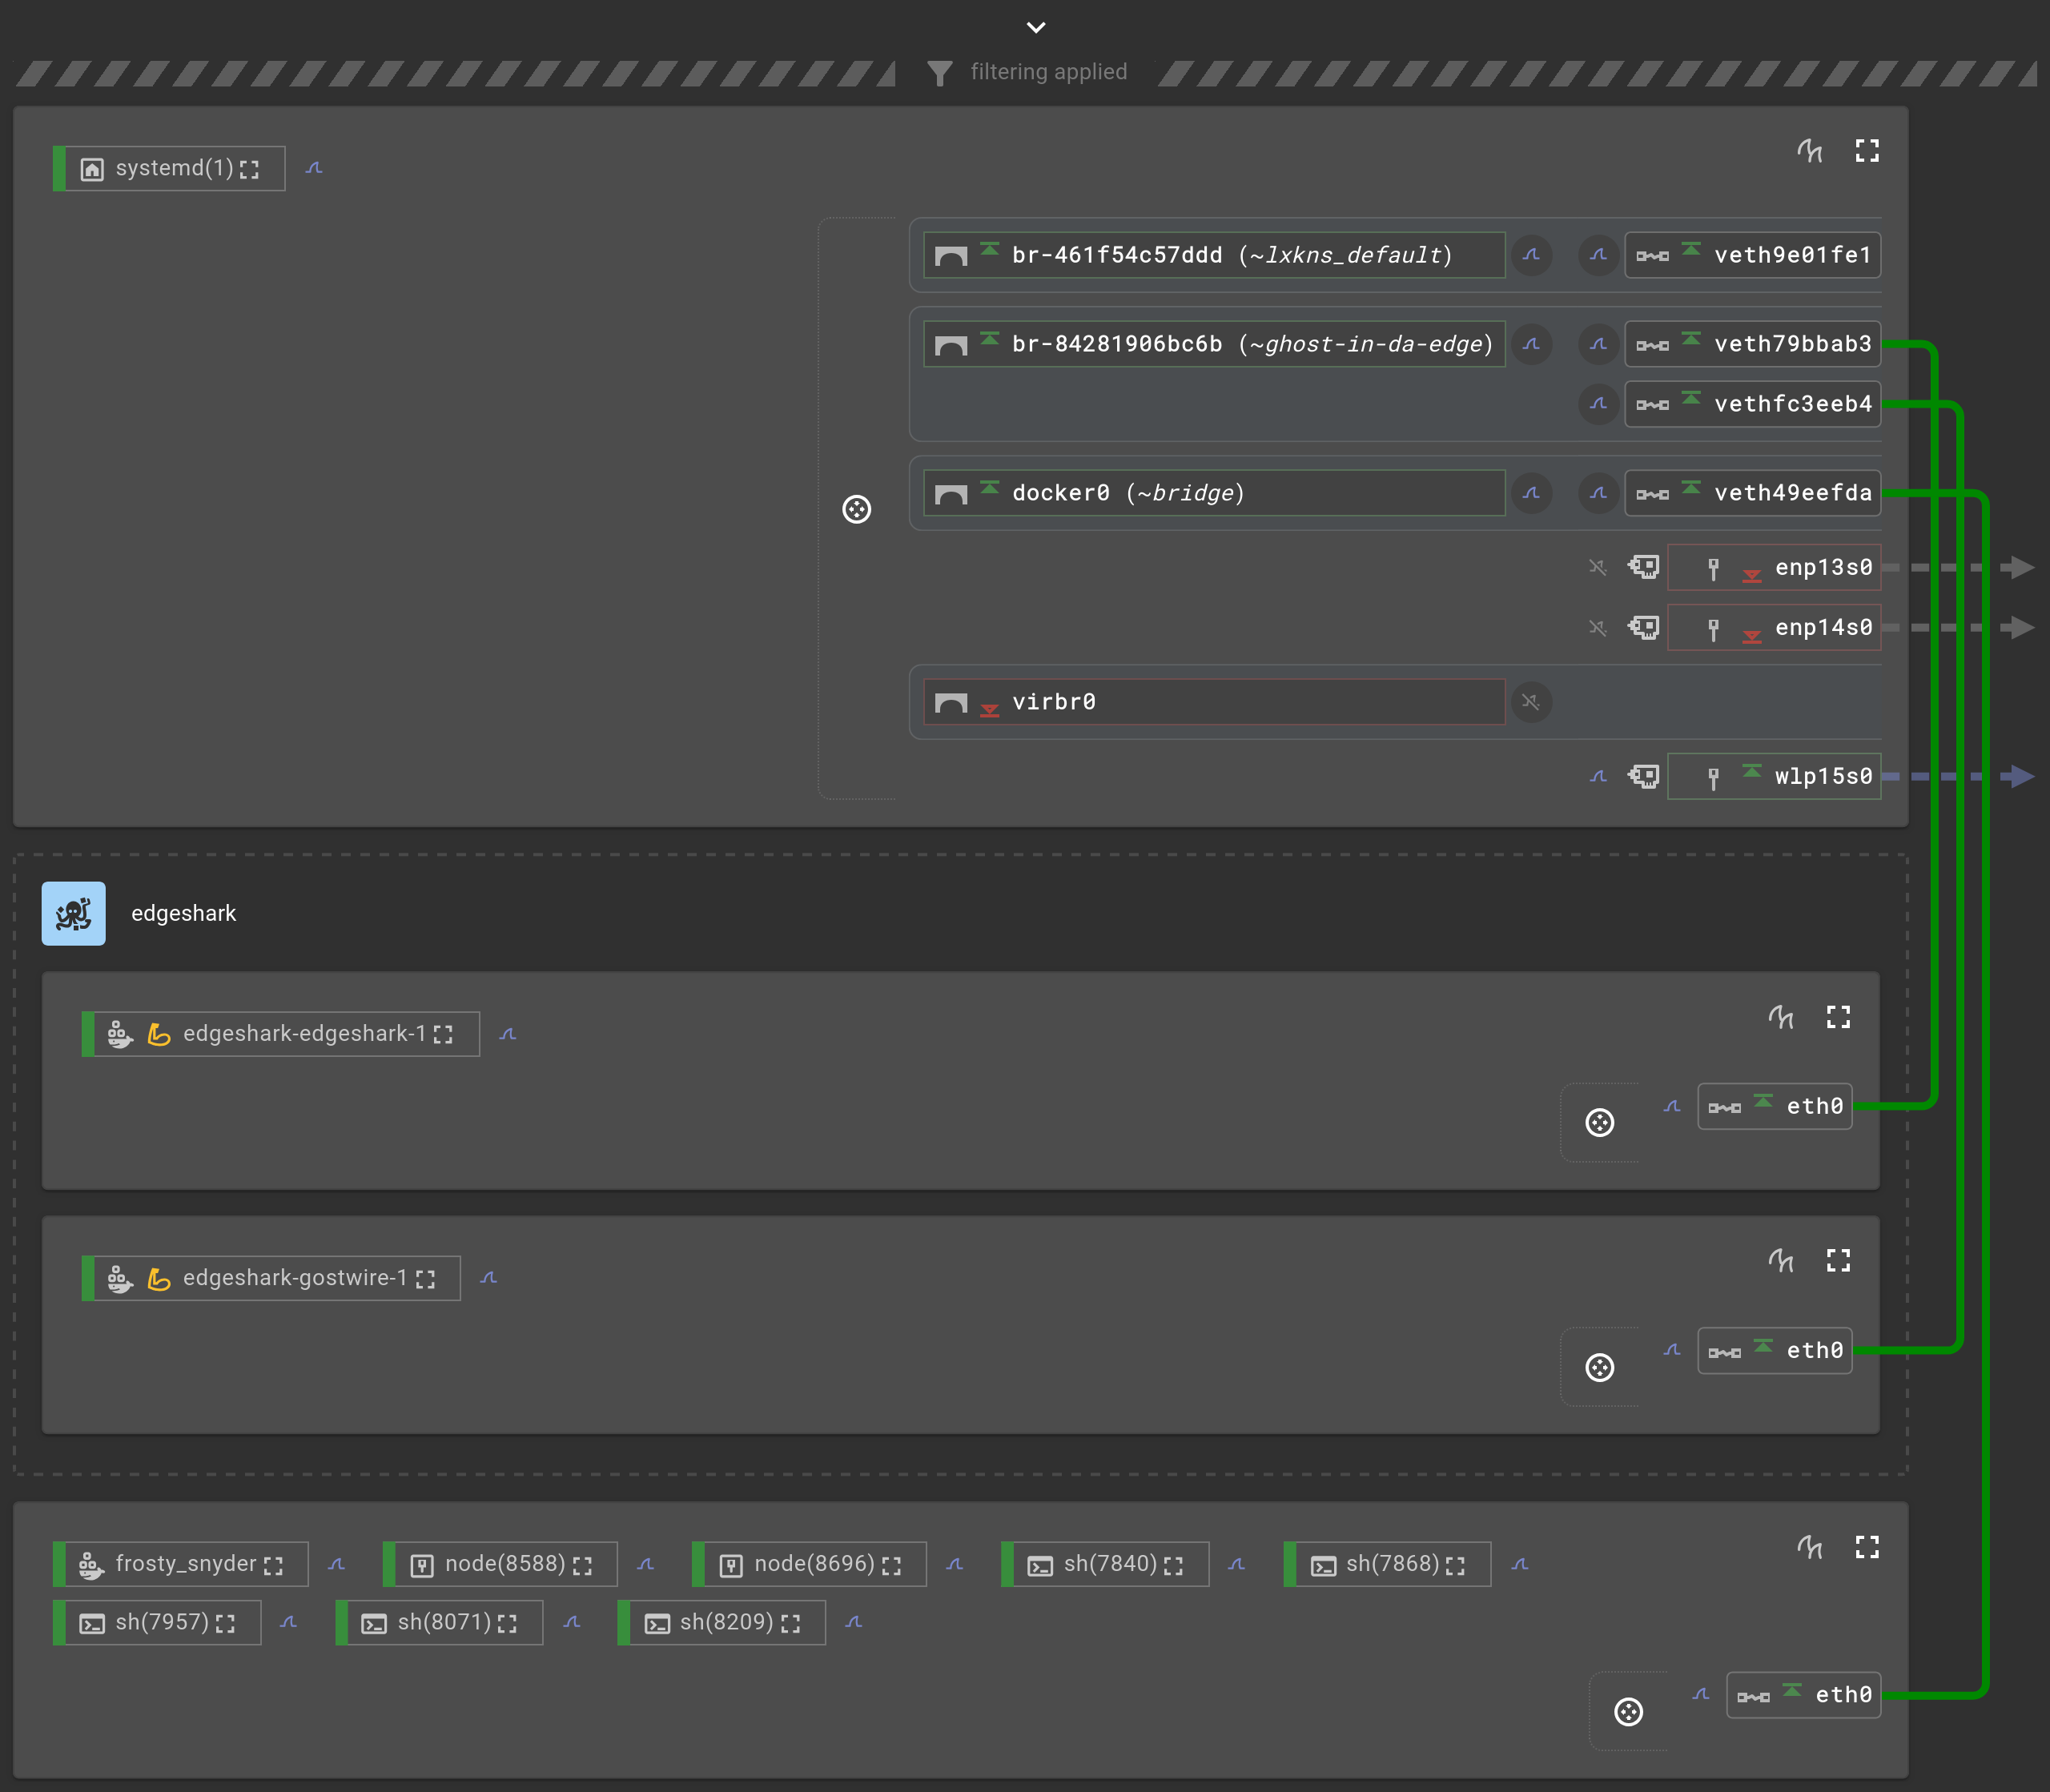 filtering applied
systemd(1)
br-461f54c57ddd (~lxkns_default) veth9e01fe1
br-84281906bc6b (~ghost-in-da-edge) veth79bbab3
vethfc3eeb4
docker0 (~bridge) veth49eefda
enp13s0
enp14s0
virbr0
wlp15s0
edgeshark
edgeshark-edgeshark-1
eth0
edgeshark-gostwire-1
eth0
frosty_snyder node(8588) node(8696) sh(7840) sh(7868)
sh(7957) sh(8071) sh(8209)
eth0